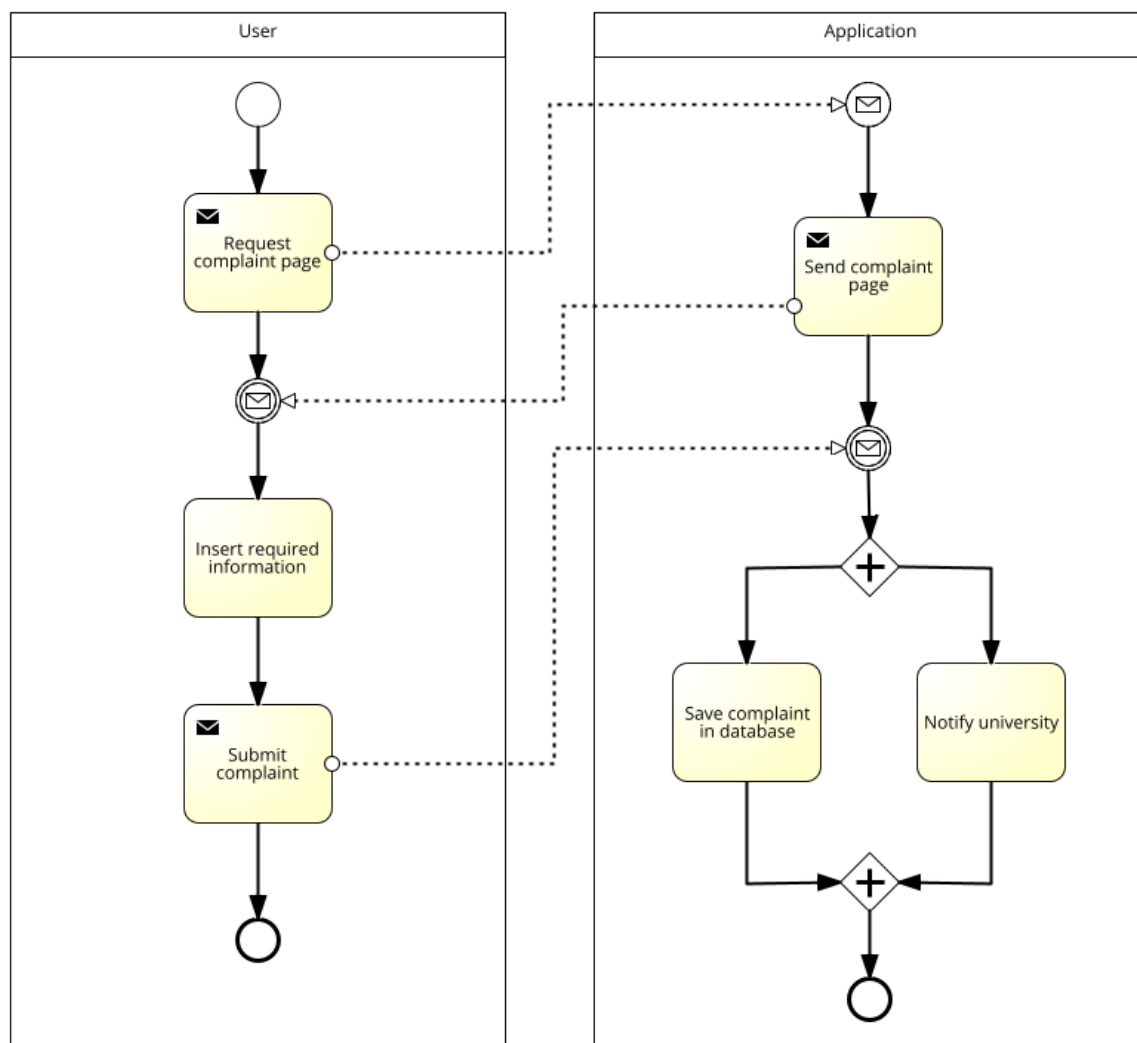 User
Application
Request
complaint page
Send complaint
page
Insert required
information
Save complaint
in database
Notify university
Submit
complaint